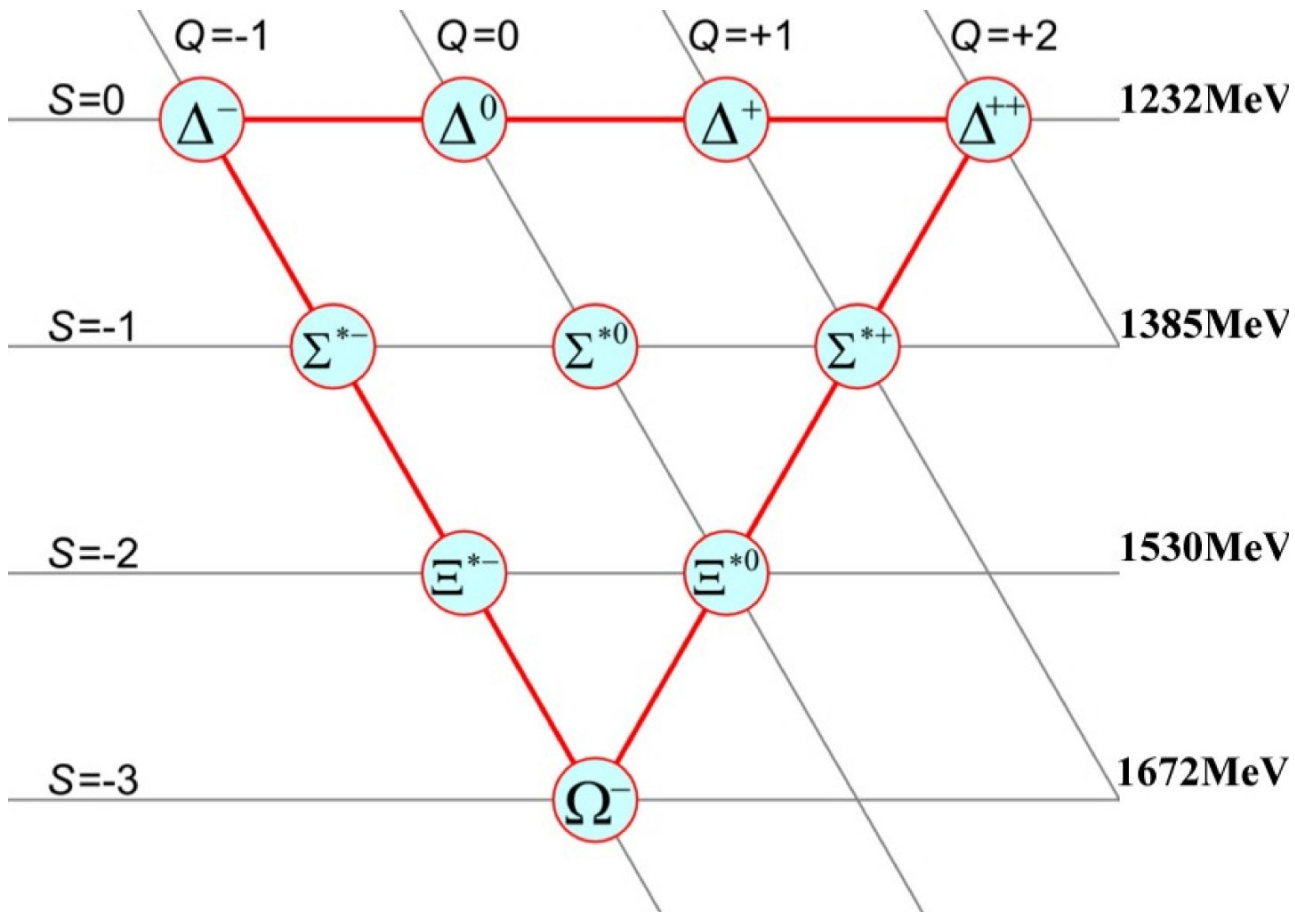 Q=-1 Q=0 Q=+1 Q=+2
S=0 Δ⁻ Δ⁰ Δ⁺ Δ⁺⁺ 1232MeV
S=-1 Σ*⁻ Σ*⁰ Σ*⁺ 1385MeV
S=-2 Ξ*⁻ Ξ*⁰ 1530MeV
S=-3 Ω⁻ 1672MeV